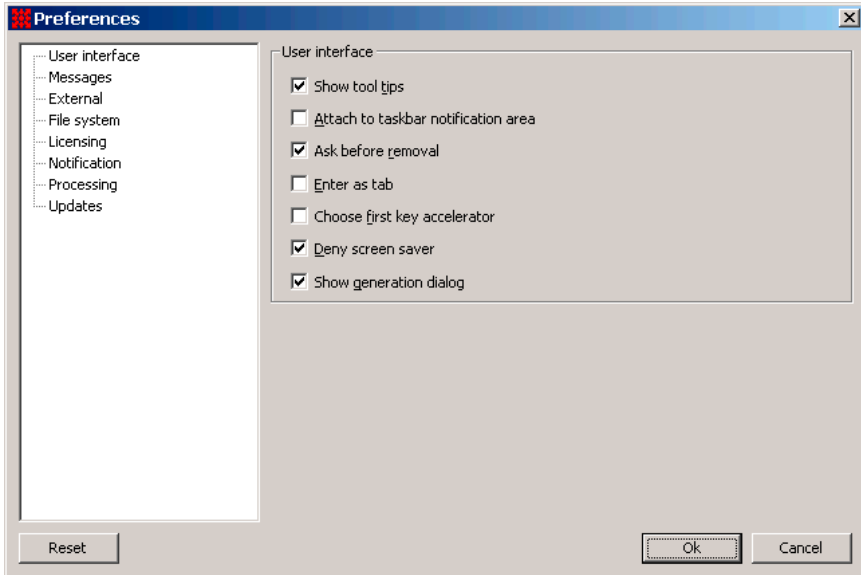 Preferences
User interface
Messages
External
File system
Licensing
Notification
Processing
Updates
User interface
Show tool tips
Attach to taskbar notification area
Ask before removal
Enter as tab
Choose first key accelerator
Deny screen saver
Show generation dialog
Reset
Ok
Cancel